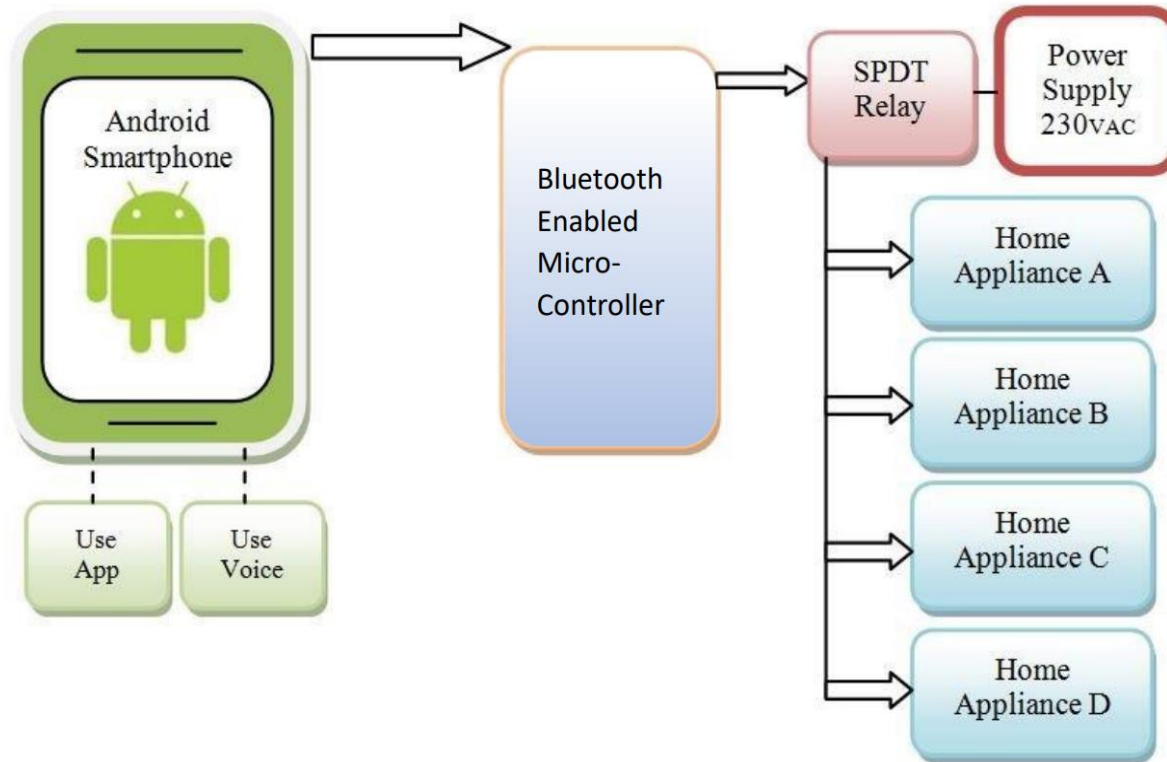 Android
Smartphone
Use
App
Use
Voice
Bluetooth
Enabled
Micro-
Controller
SPDT
Relay
Power
Supply
230VAC
Home
Appliance A
Home
Appliance B
Home
Appliance C
Home
Appliance D